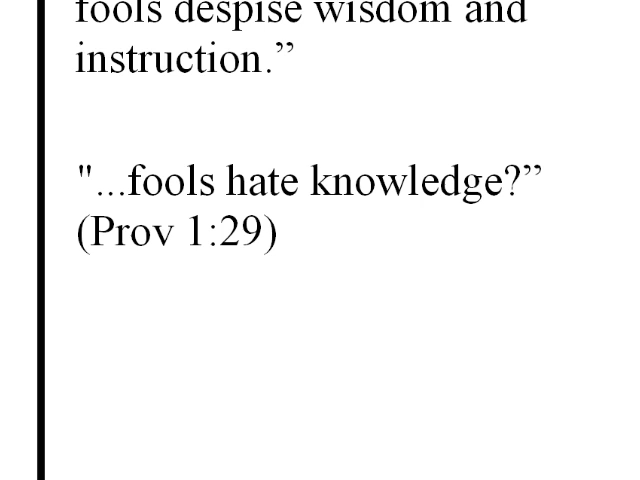 fools despise wisdom and
instruction.”
"...fools hate knowledge?”
(Prov 1:29)